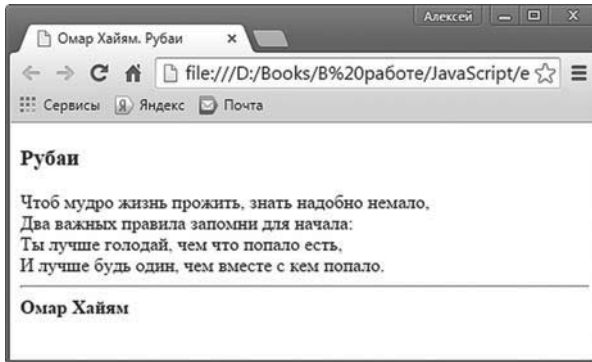 Алексей
Омар Хайям. Рубаи
file:///D:/Books/В%20работе/JavaScript/е
Сервисы Яндекс Почта
Рубаи
Чтоб мудро жизнь прожить, знать надобно немало,
Два важных правила запомни для начала:
Ты лучше голодай, чем что попало есть,
И лучше будь один, чем вместе с кем попало.
Омар Хайям